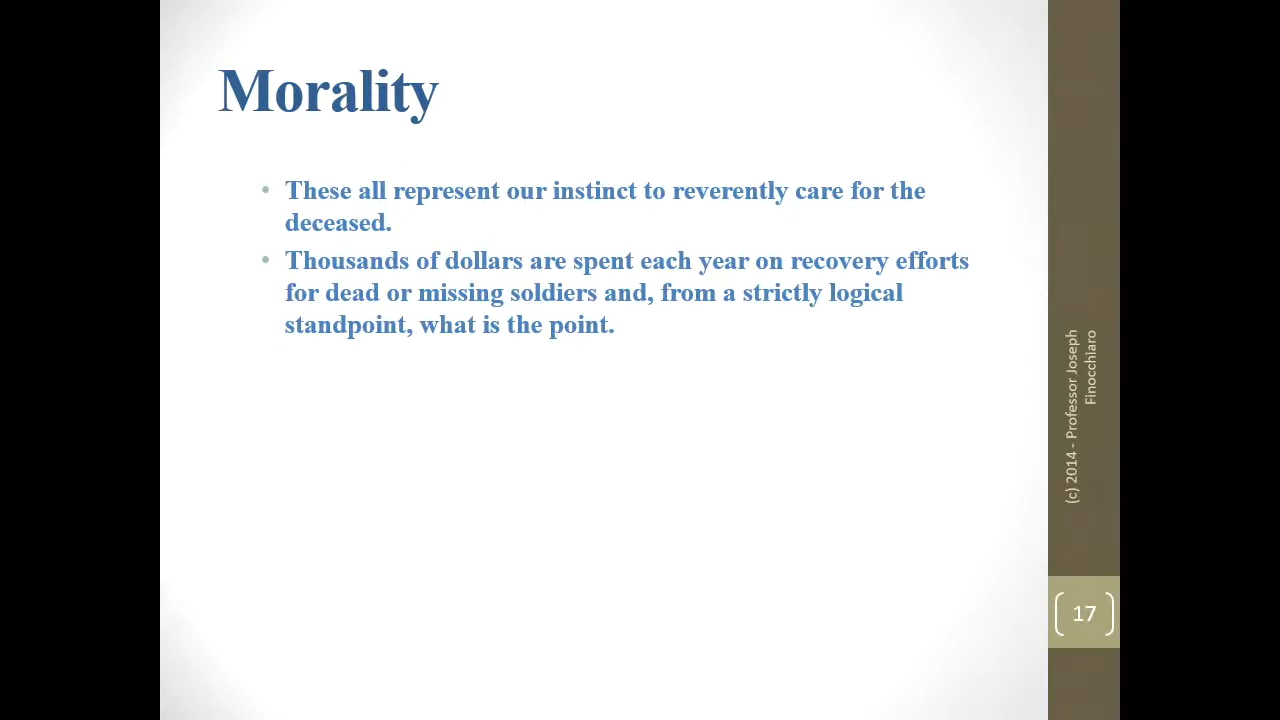 Morality
• These all represent our instinct to reverently care for the
deceased.
• Thousands of dollars are spent each year on recovery efforts
for dead or missing soldiers and, from a strictly logical
standpoint, what is the point.
(c) 2014 - Professor Joseph
Finocchiaro
17